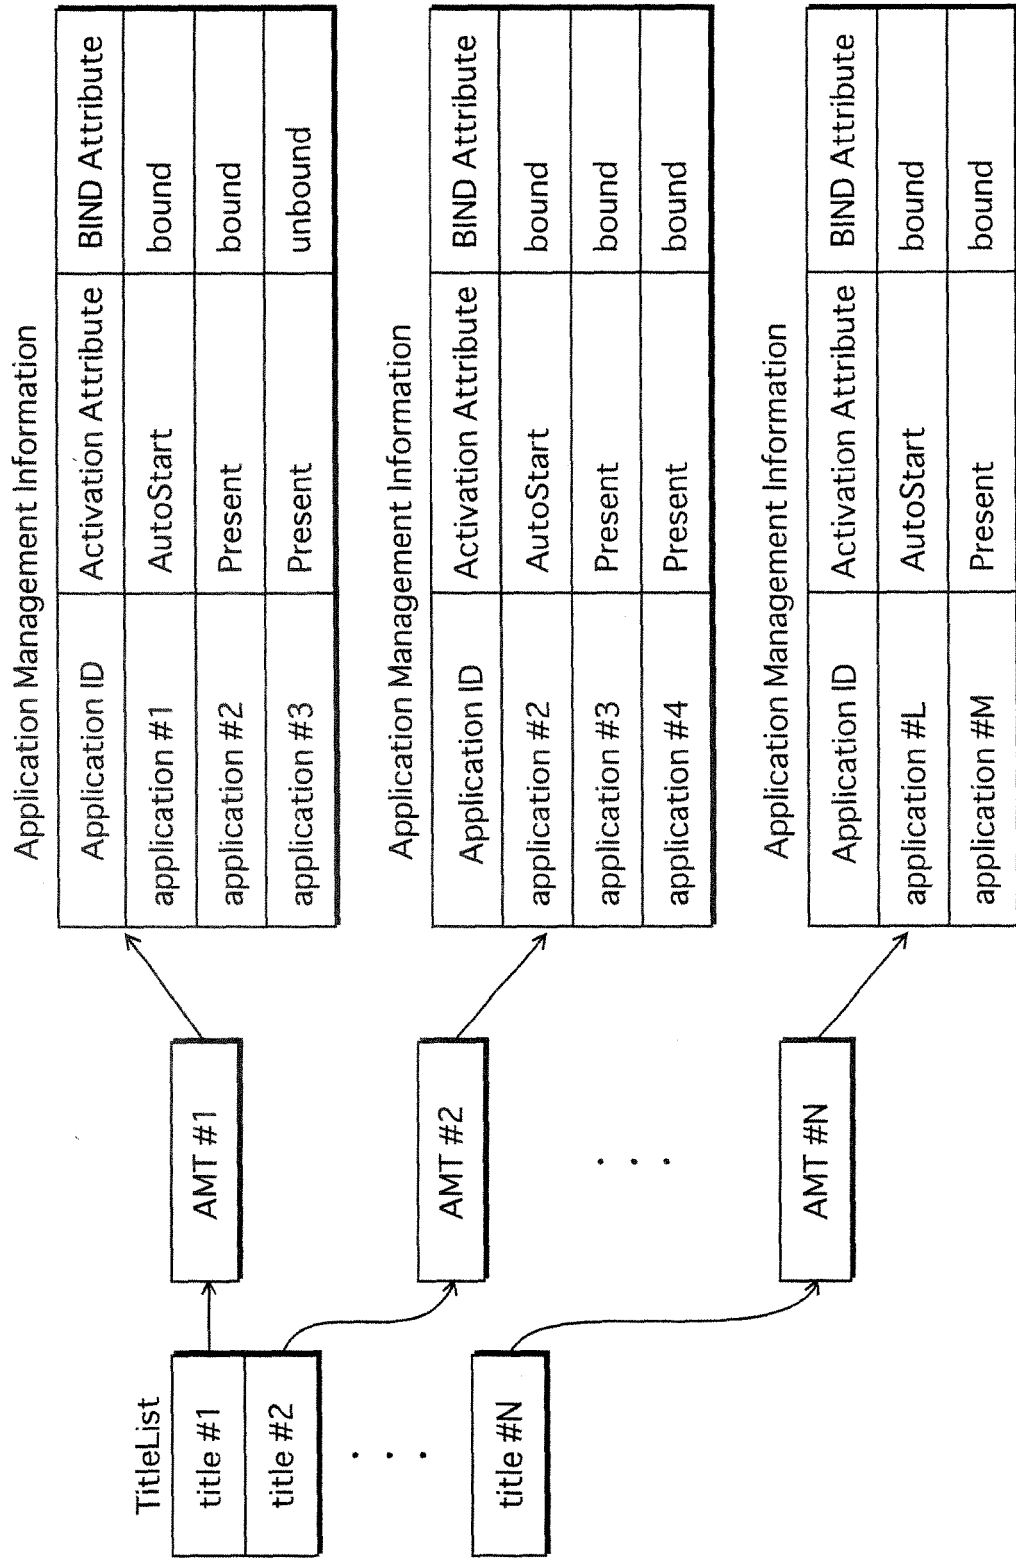 TitleList
title #1
title #2
. . .
title #N
AMT #1
AMT #2
. . .
AMT #N
Application Management Information
Application ID Activation Attribute BIND Attribute
application #1 AutoStart bound
application #2 Present bound
application #3 Present unbound
Application Management Information
Application ID Activation Attribute BIND Attribute
application #2 AutoStart bound
application #3 Present bound
application #4 Present bound
Application Management Information
Application ID Activation Attribute BIND Attribute
application #L AutoStart bound
application #M Present bound